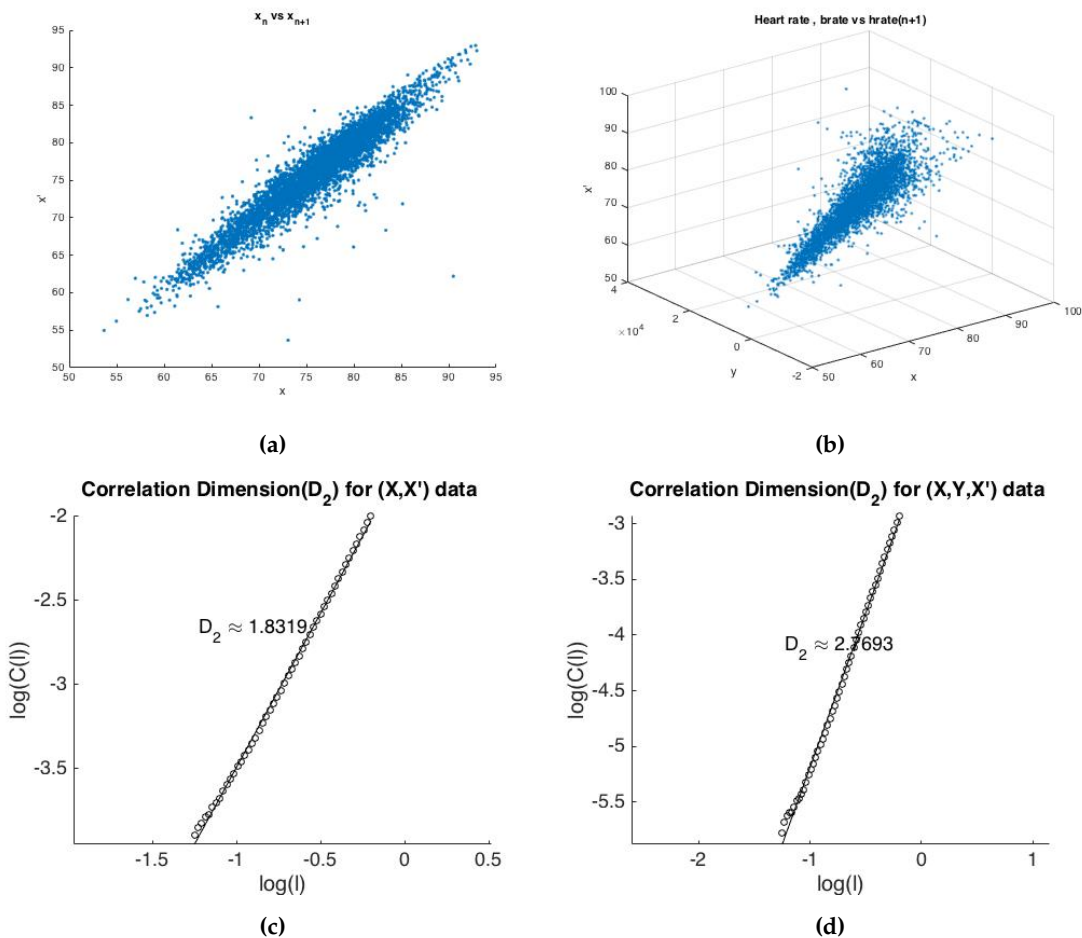 x_n vs x_{n+1}
95
90
85
80
75
70
65
60
55
50
x'
50 55 60 65 70 75 80 85 90 95
x
(a)
Heart rate , brate vs hrate(n+1)
100
90
80
70
60
50
x'
4
×10^4
2
0
-2
y
50
60
70
80
90
100
x
(b)
Correlation Dimension(D_2) for (X,X') data
-2
-2.5
-3
-3.5
log(C(l))
D_2 ≈ 1.8319
-1.5 -1 -0.5 0 0.5
log(l)
(c)
Correlation Dimension(D_2) for (X,Y,X') data
-3
-3.5
-4
-4.5
-5
-5.5
log(C(l))
D_2 ≈ 2.7693
-2 -1 0 1
log(l)
(d)